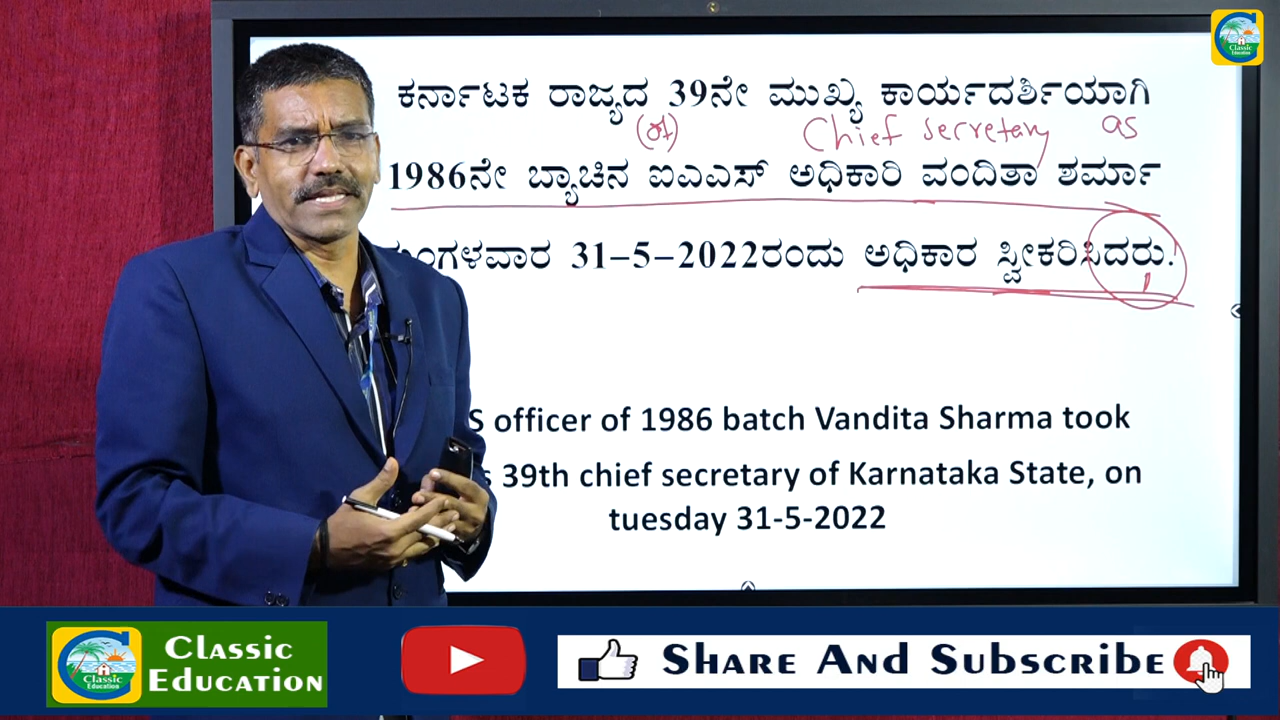 ಕರ್ನಾಟಕ ರಾಜ್ಯದ 39ನೇ ಮುಖ್ಯ ಕಾರ್ಯದರ್ಶಿಯಾಗಿ
Chief secretary as
1986ನೇ ಬ್ಯಾಚಿನ ಐಎಎಸ್ ಅಧಿಕಾರಿ ವಂದಿತಾ ಶರ್ಮಾ
31-5-2022ರಂದು ಅಧಿಕಾರ ಸ್ವೀಕರಿಸಿದರು.
officer of 1986 batch Vandita Sharma took
39th chief secretary of Karnataka State, on
tuesday 31-5-2022
Classic
Education
Classic
Education
Share And Subscribe
Classic
Education